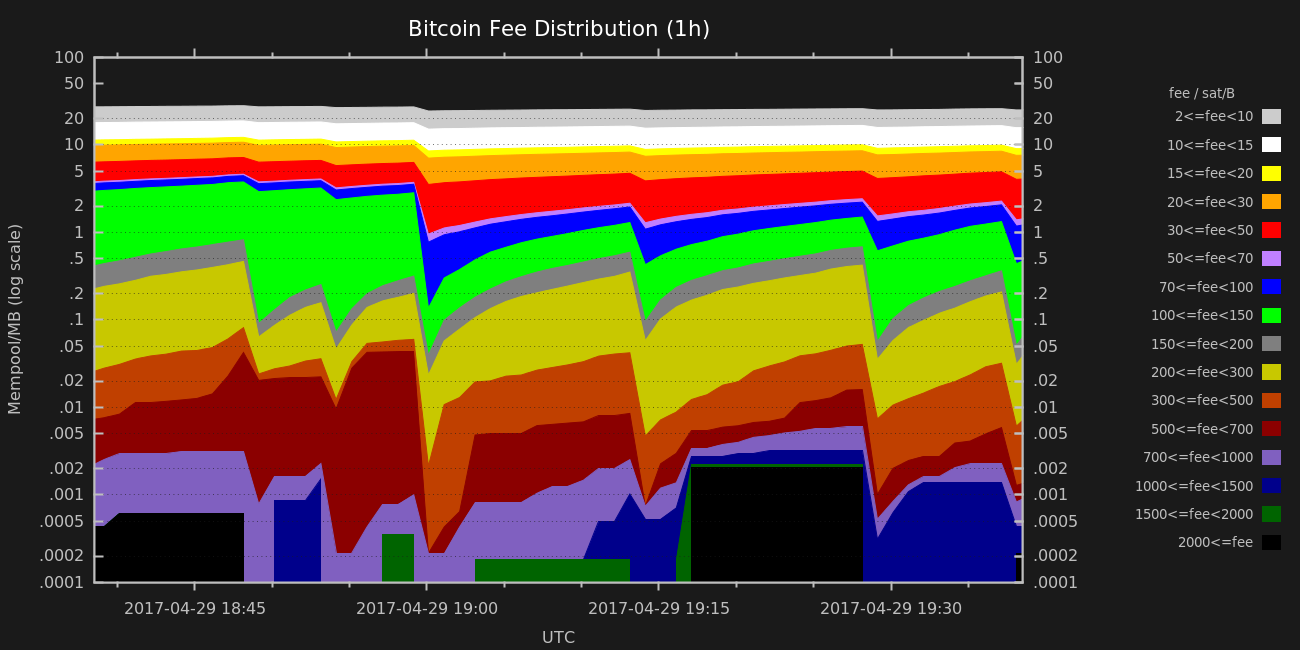 Bitcoin Fee Distribution (1h)
Mempool/MB (log scale)
100
50
20
10
5
2
1
.5
.2
.1
.05
.02
.01
.005
.002
.001
.0005
.0002
.0001
100
50
20
10
5
2
1
.5
.2
.1
.05
.02
.01
.005
.002
.001
.0005
.0002
.0001
2017-04-29 18:45
2017-04-29 19:00
2017-04-29 19:15
2017-04-29 19:30
UTC
fee / sat/B
2<=fee<10
10<=fee<15
15<=fee<20
20<=fee<30
30<=fee<50
50<=fee<70
70<=fee<100
100<=fee<150
150<=fee<200
200<=fee<300
300<=fee<500
500<=fee<700
700<=fee<1000
1000<=fee<1500
1500<=fee<2000
2000<=fee